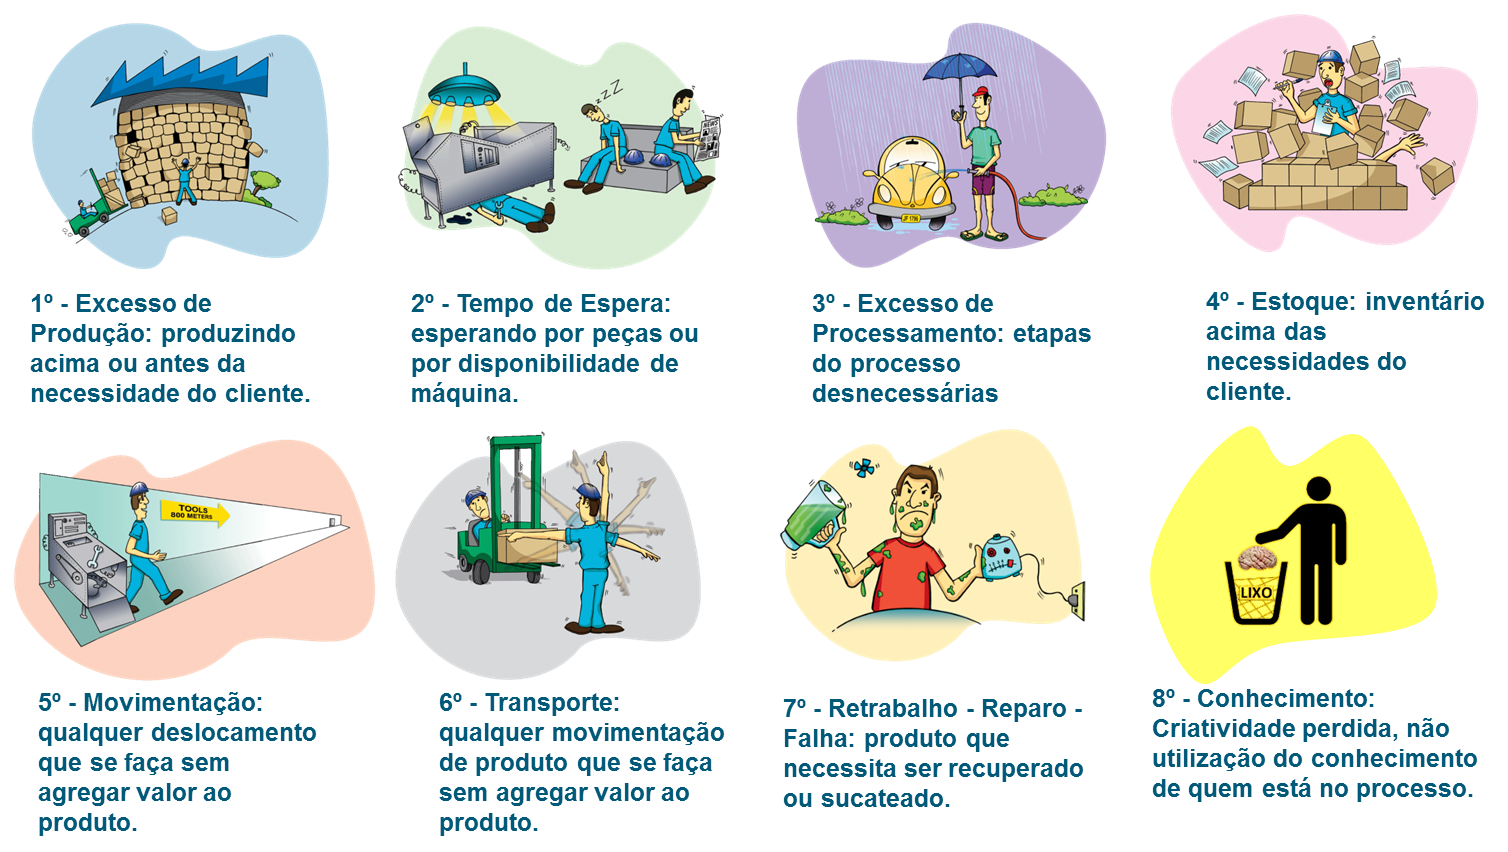 zzZ
NEWS
JF 1796
1º - Excesso de
Produção: produzindo
acima ou antes da
necessidade do cliente.
2º - Tempo de Espera:
esperando por peças ou
por disponibilidade de
máquina.
3º - Excesso de
Processamento: etapas
do processo
desnecessárias
4º - Estoque: inventário
acima das
necessidades do
cliente.
TOOLS
800 METERS
LIXO
5º - Movimentação:
qualquer deslocamento
que se faça sem
agregar valor ao
produto.
6º - Transporte:
qualquer movimentação
de produto que se faça
sem agregar valor ao
produto.
7º - Retrabalho - Reparo -
Falha: produto que
necessita ser recuperado
ou sucateado.
8º - Conhecimento:
Criatividade perdida, não
utilização do conhecimento
de quem está no processo.